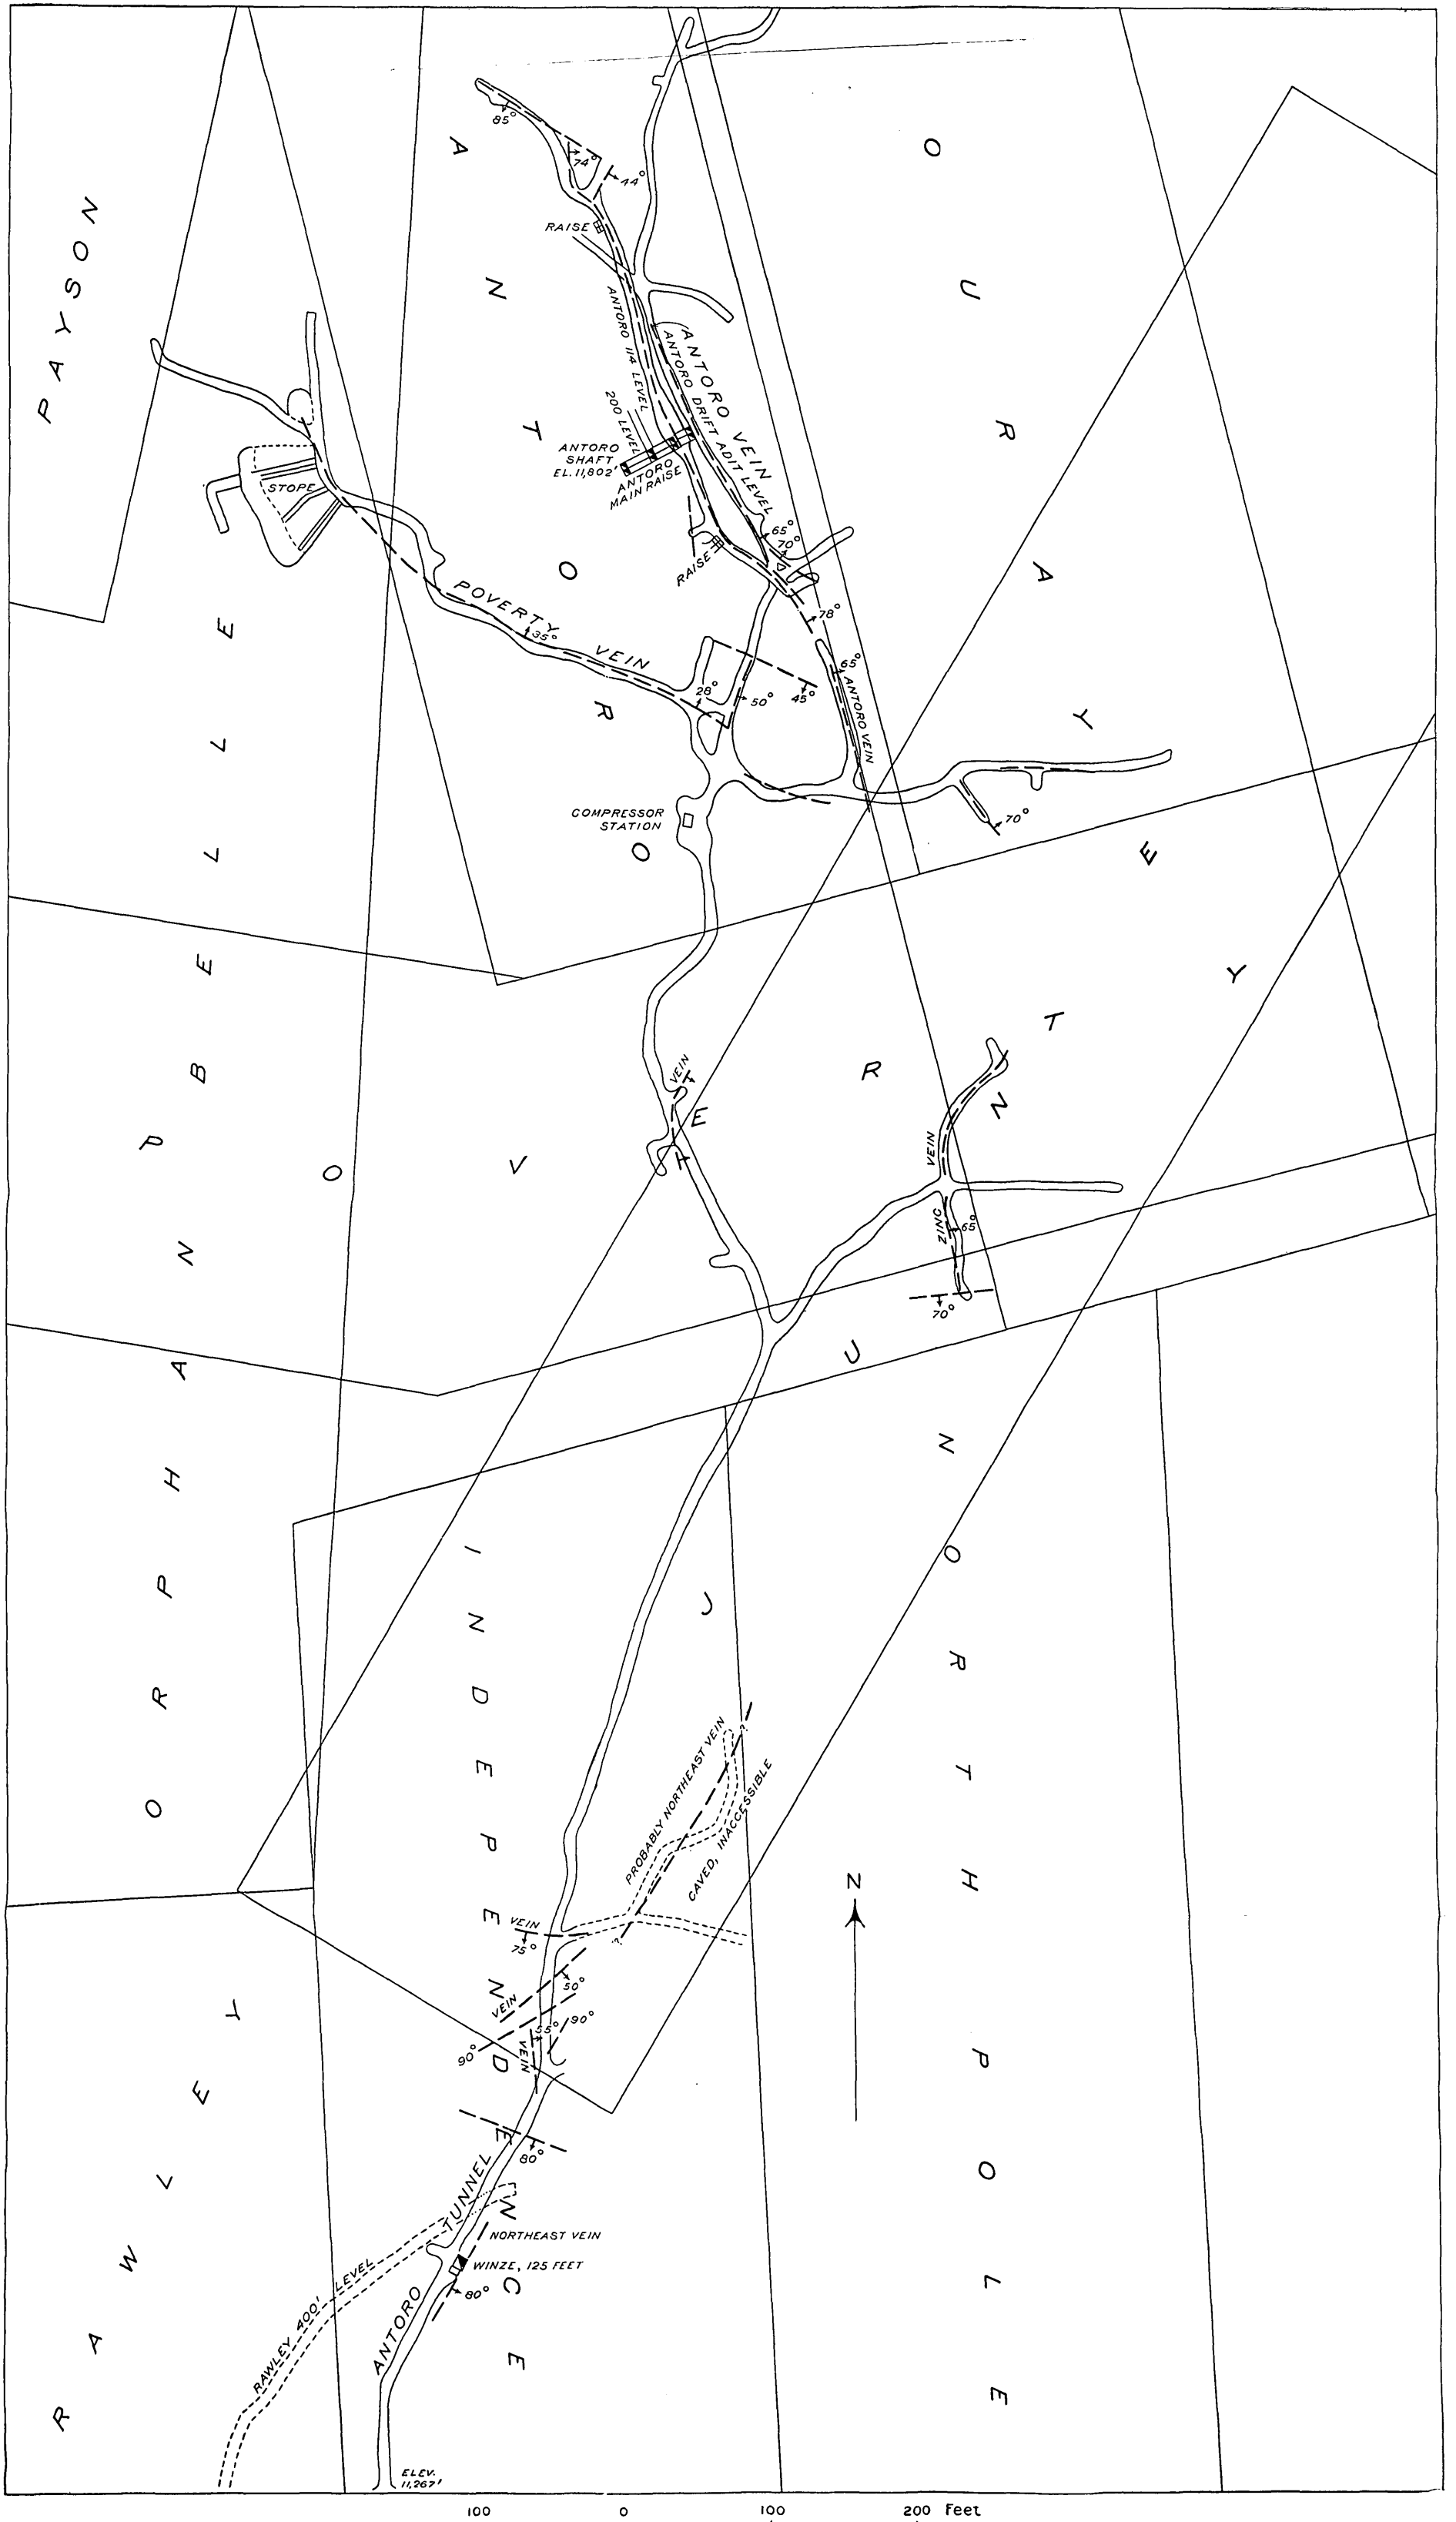 PAYSON
ANTORO
OURAY
85°
74°
44°
RAISE
ANTORO 114 LEVEL
200 LEVEL
ANTORO VEIN
ANTORO DRIFT ADIT LEVEL
ANTORO
SHAFT
EL. 11,802'
ANTORO
MAIN RAISE
STOPE
RAISE
65°
70°
78°
65°
ANTORO VEIN
POVERTY VEIN
35°
28°
50°
45°
COMPRESSOR
STATION
70°
ORPHAN BELLE
POVERTY
JUNE
VEIN
ZINC VEIN
65°
70°
INDEPENDENCE
NORTH POLE
PROBABLY NORTHEAST VEIN
CAVED, INACCESSIBLE
?
?
N
VEIN
75°
50°
VEIN
90°
55°
VEIN
90°
80°
RAWLEY
ANTORO TUNNEL
NORTHEAST VEIN
WINZE, 125 FEET
80°
RAWLEY 400' LEVEL
ELEV.
11,267'
100 0 100 200 Feet